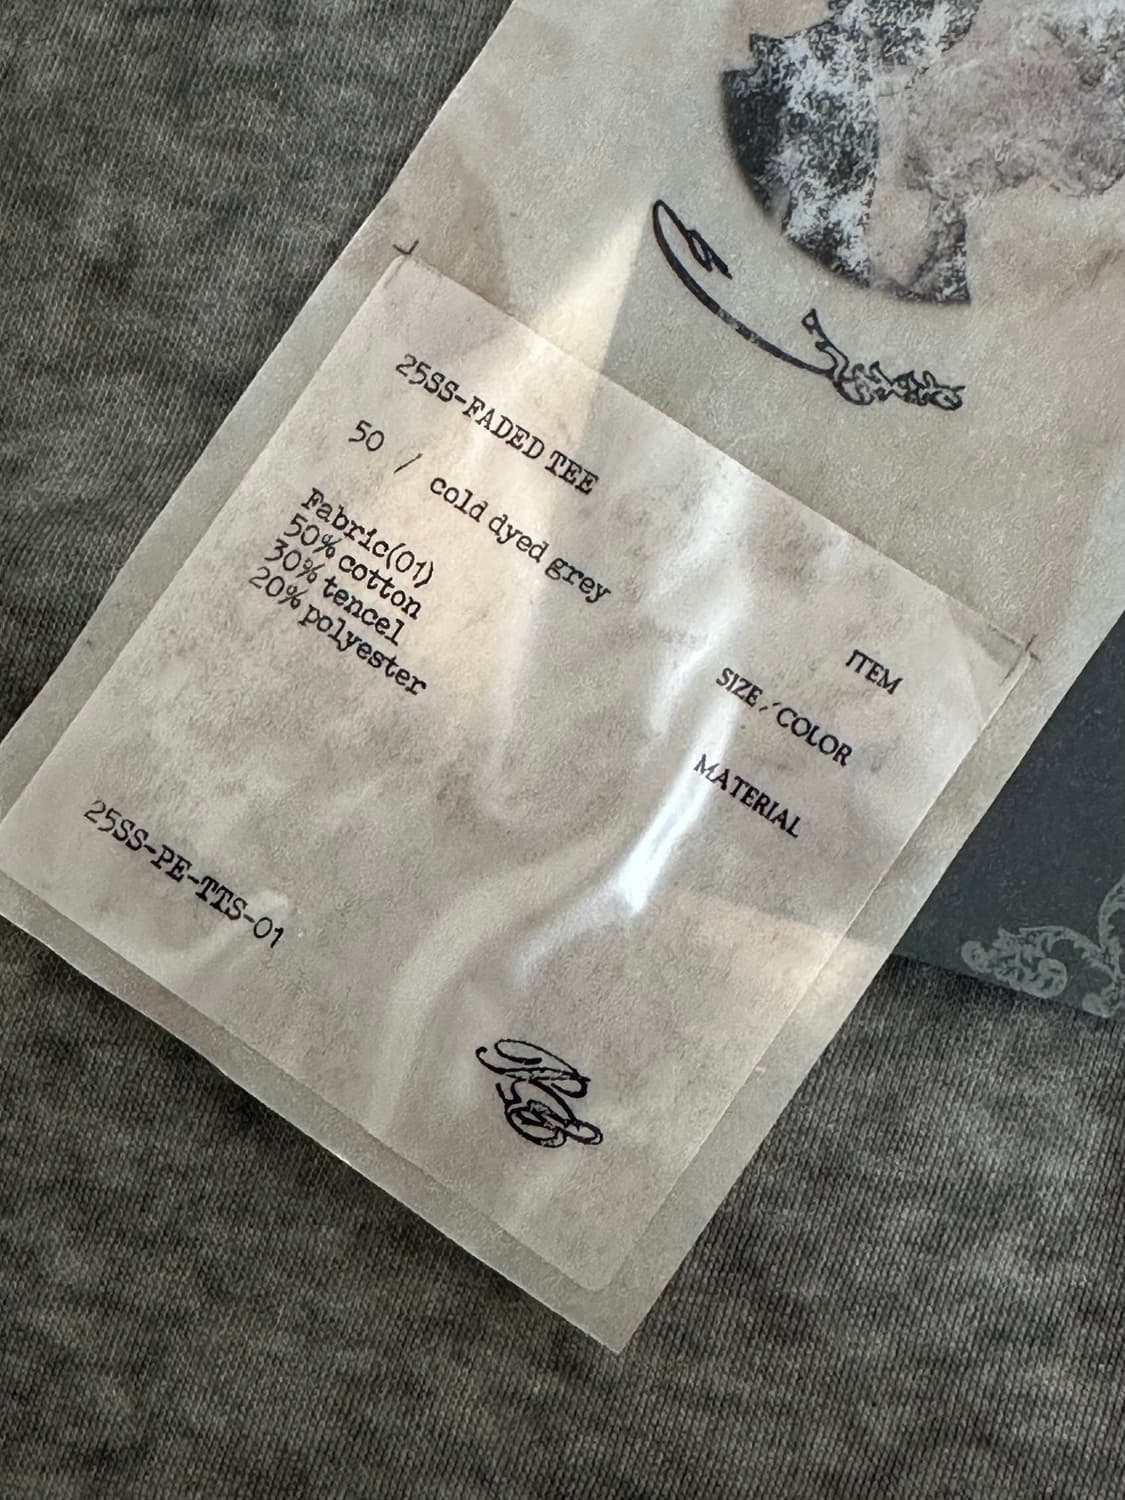 25SS-FADED TEE
ITEM
50 / cold dyed grey
SIZE/COLOR
Fabric(01)
MATERIAL
50% cotton
30% tencel
20% polyester
25SS-PE-TTS-01